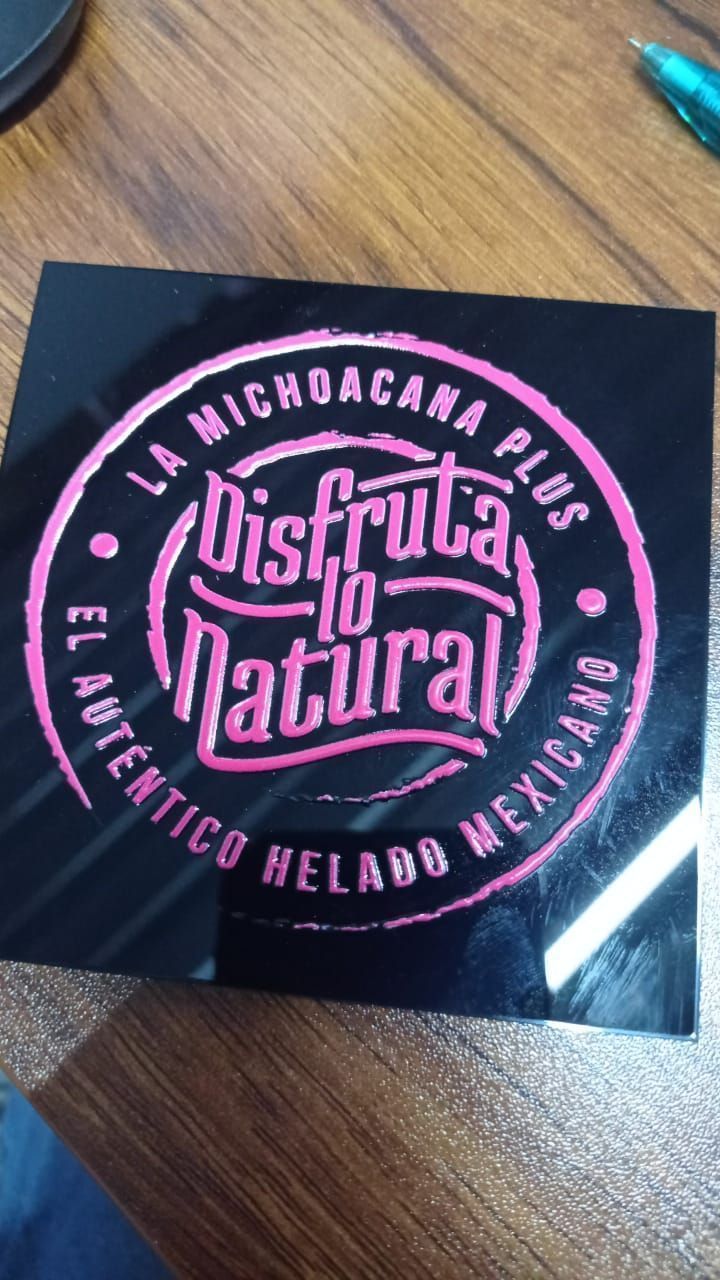 LA MICHOACANA PLUS
Disfruta
lo
natural
EL AUTÉNTICO HELADO MEXICANO